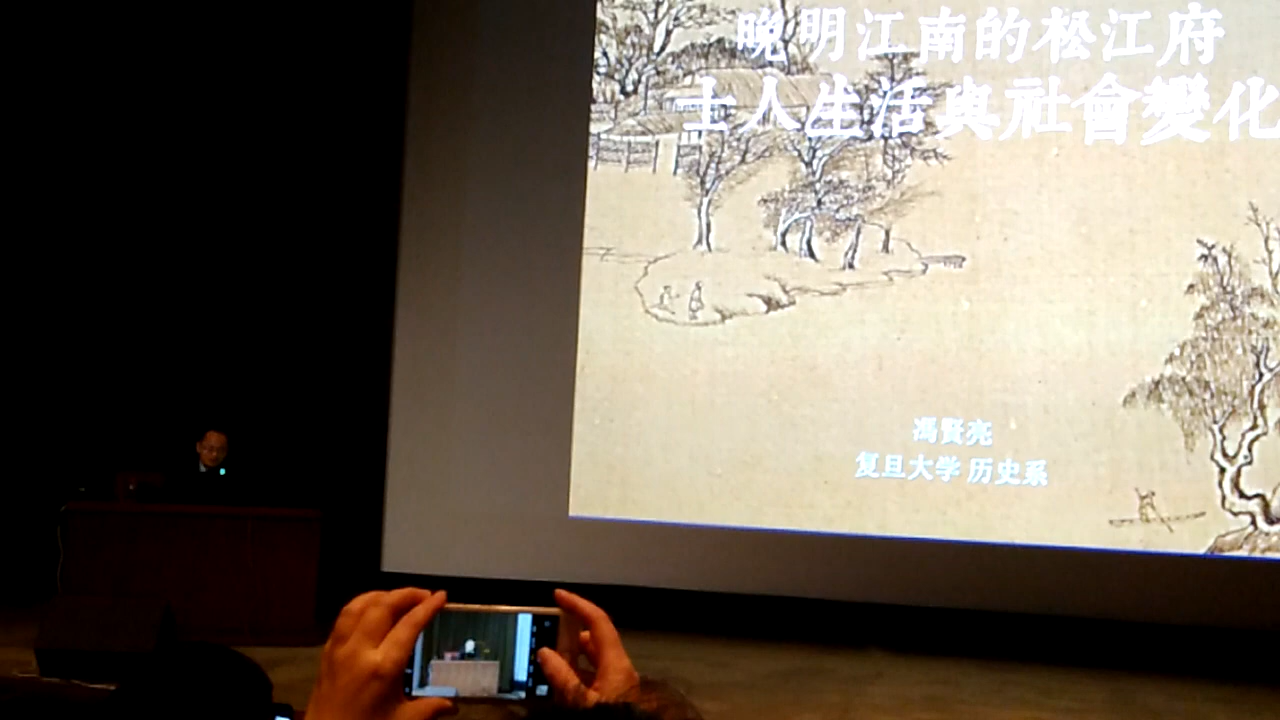 晚明江南的松江府
士人生活與社會變化
馮賢亮
复旦大学 历史系